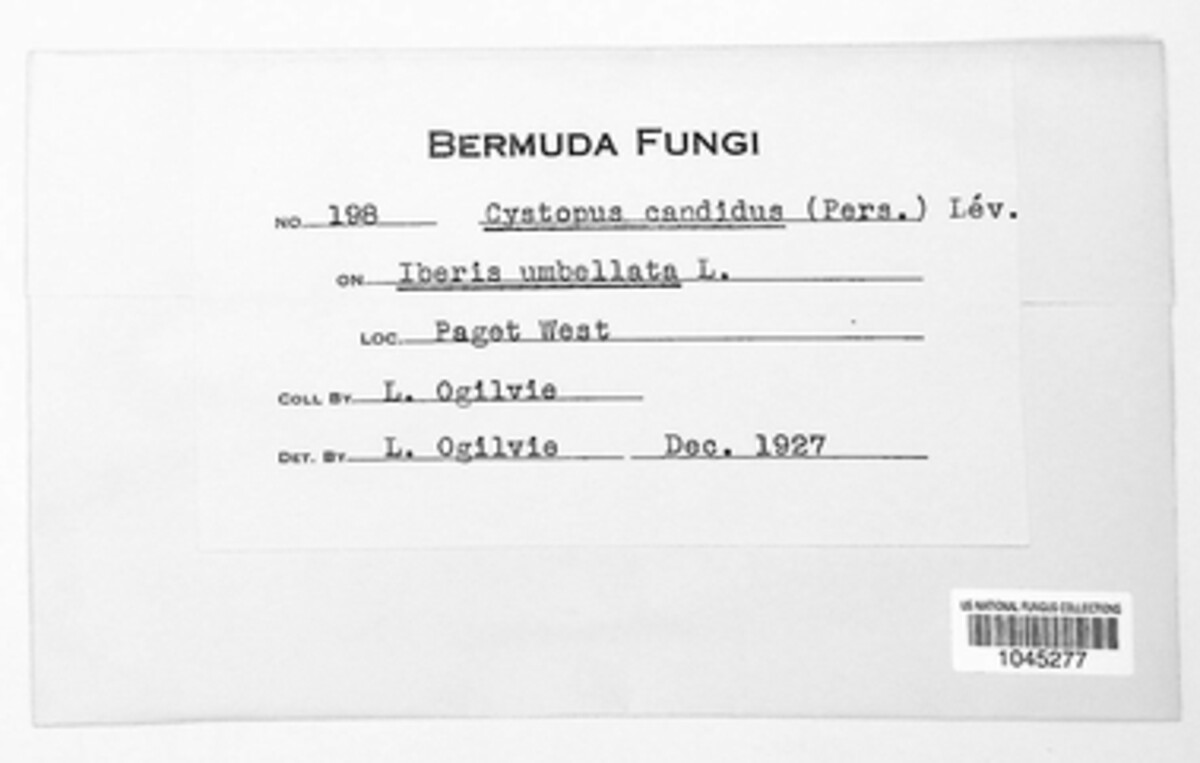 BERMUDA FUNGI
NO. 198 Cystopus candidus (Pers.) Lév.
ON Iberis umbellata L.
LOC. Paget West
COLL BY L. Ogilvie
DET. BY L. Ogilvie Dec. 1927
US NATIONAL FUNGUS COLLECTIONS
1045277